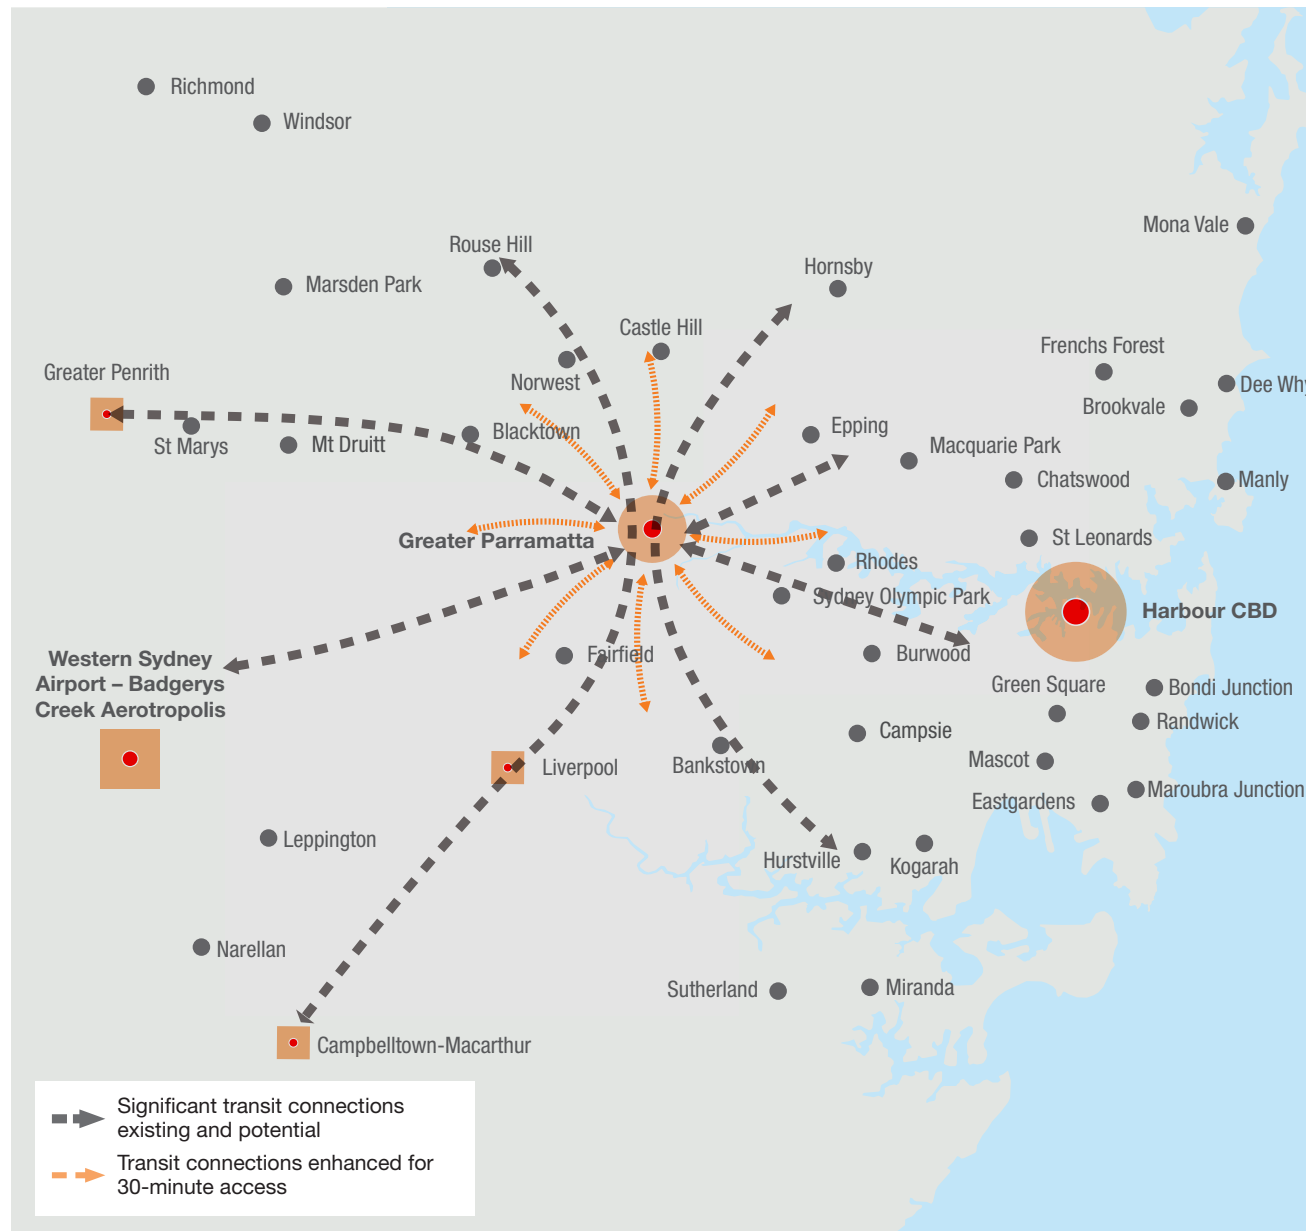 Richmond
Windsor
Mona Vale
Rouse Hill
Hornsby
Marsden Park
Castle Hill
Frenchs Forest
Greater Penrith
Norwest
Dee Why
Brookvale
Blacktown
Epping
St Marys
Mt Druitt
Macquarie Park
Chatswood
Manly
Greater Parramatta
St Leonards
Rhodes
Sydney Olympic Park
Harbour CBD
Fairfield
Burwood
Western Sydney
Airport – Badgerys
Creek Aerotropolis
Green Square
Bondi Junction
Randwick
Campsie
Liverpool
Bankstown
Mascot
Maroubra Junction
Eastgardens
Leppington
Hurstville
Kogarah
Narellan
Sutherland
Miranda
Campbelltown-Macarthur
Significant transit connections
existing and potential
Transit connections enhanced for
30-minute access